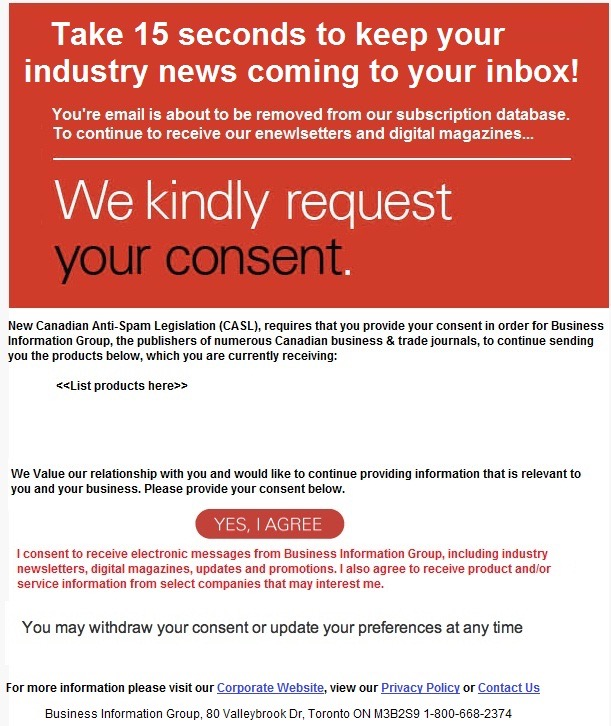 Take 15 seconds to keep your
industry news coming to your inbox!
You're email is about to be removed from our subscription database.
To continue to receive our enewlsetters and digital magazines...
We kindly request
your consent.
New Canadian Anti-Spam Legislation (CASL), requires that you provide your consent in order for Business
Information Group, the publishers of numerous Canadian business & trade journals, to continue sending
you the products below, which you are currently receiving:
<<List products here>>
We Value our relationship with you and would like to continue providing information that is relevant to
you and your business. Please provide your consent below.
YES, I AGREE
I consent to receive electronic messages from Business Information Group, including industry
newsletters, digital magazines, updates and promotions. I also agree to receive product and/or
service information from select companies that may interest me.
You may withdraw your consent or update your preferences at any time
For more information please visit our Corporate Website, view our Privacy Policy or Contact Us
Business Information Group, 80 Valleybrook Dr, Toronto ON M3B2S9 1-800-668-2374